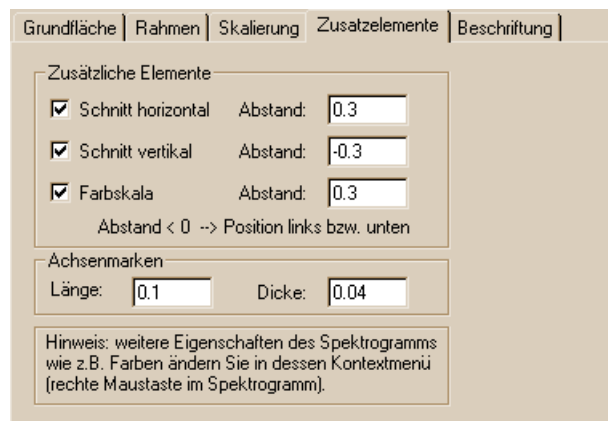 Grundfläche Rahmen Skalierung Zusatzelemente Beschriftung
Zusätzliche Elemente
Schnitt horizontal Abstand: 0.3
Schnitt vertikal Abstand: -0.3
Farbskala Abstand: 0.3
Abstand < 0 --> Position links bzw. unten
Achsenmarken
Länge: 0.1 Dicke: 0.04
Hinweis: weitere Eigenschaften des Spektrogramms
wie z.B. Farben ändern Sie in dessen Kontextmenü
(rechte Maustaste im Spektrogramm).